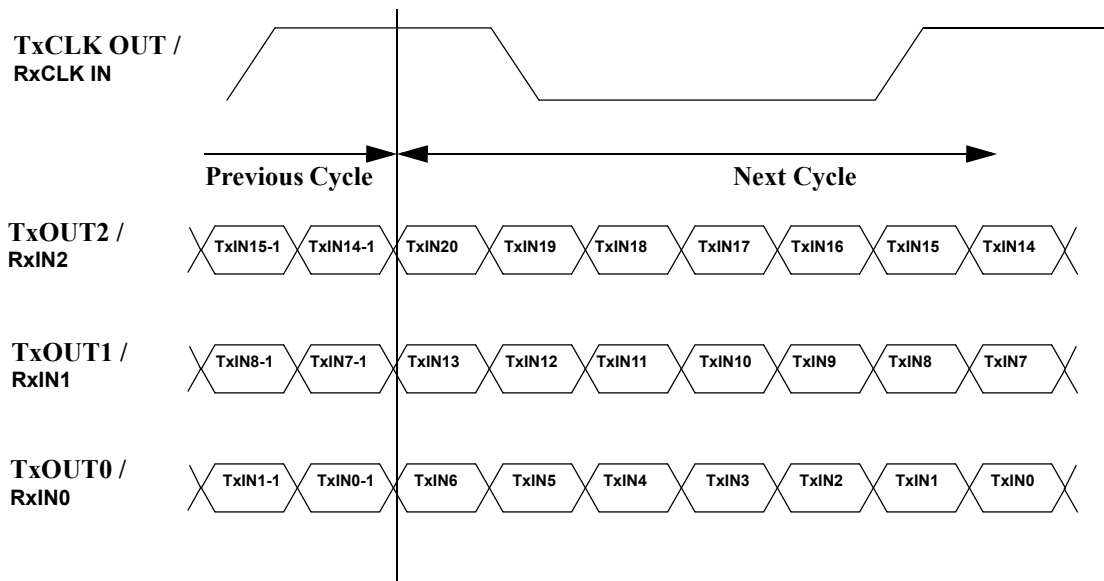 TxCLK OUT /
RxCLK IN
Previous Cycle
Next Cycle
TxOUT2 /
RxIN2
TxIN15-1 TxIN14-1 TxIN20 TxIN19 TxIN18 TxIN17 TxIN16 TxIN15 TxIN14
TxOUT1 /
RxIN1
TxIN8-1 TxIN7-1 TxIN13 TxIN12 TxIN11 TxIN10 TxIN9 TxIN8 TxIN7
TxOUT0 /
RxIN0
TxIN1-1 TxIN0-1 TxIN6 TxIN5 TxIN4 TxIN3 TxIN2 TxIN1 TxIN0